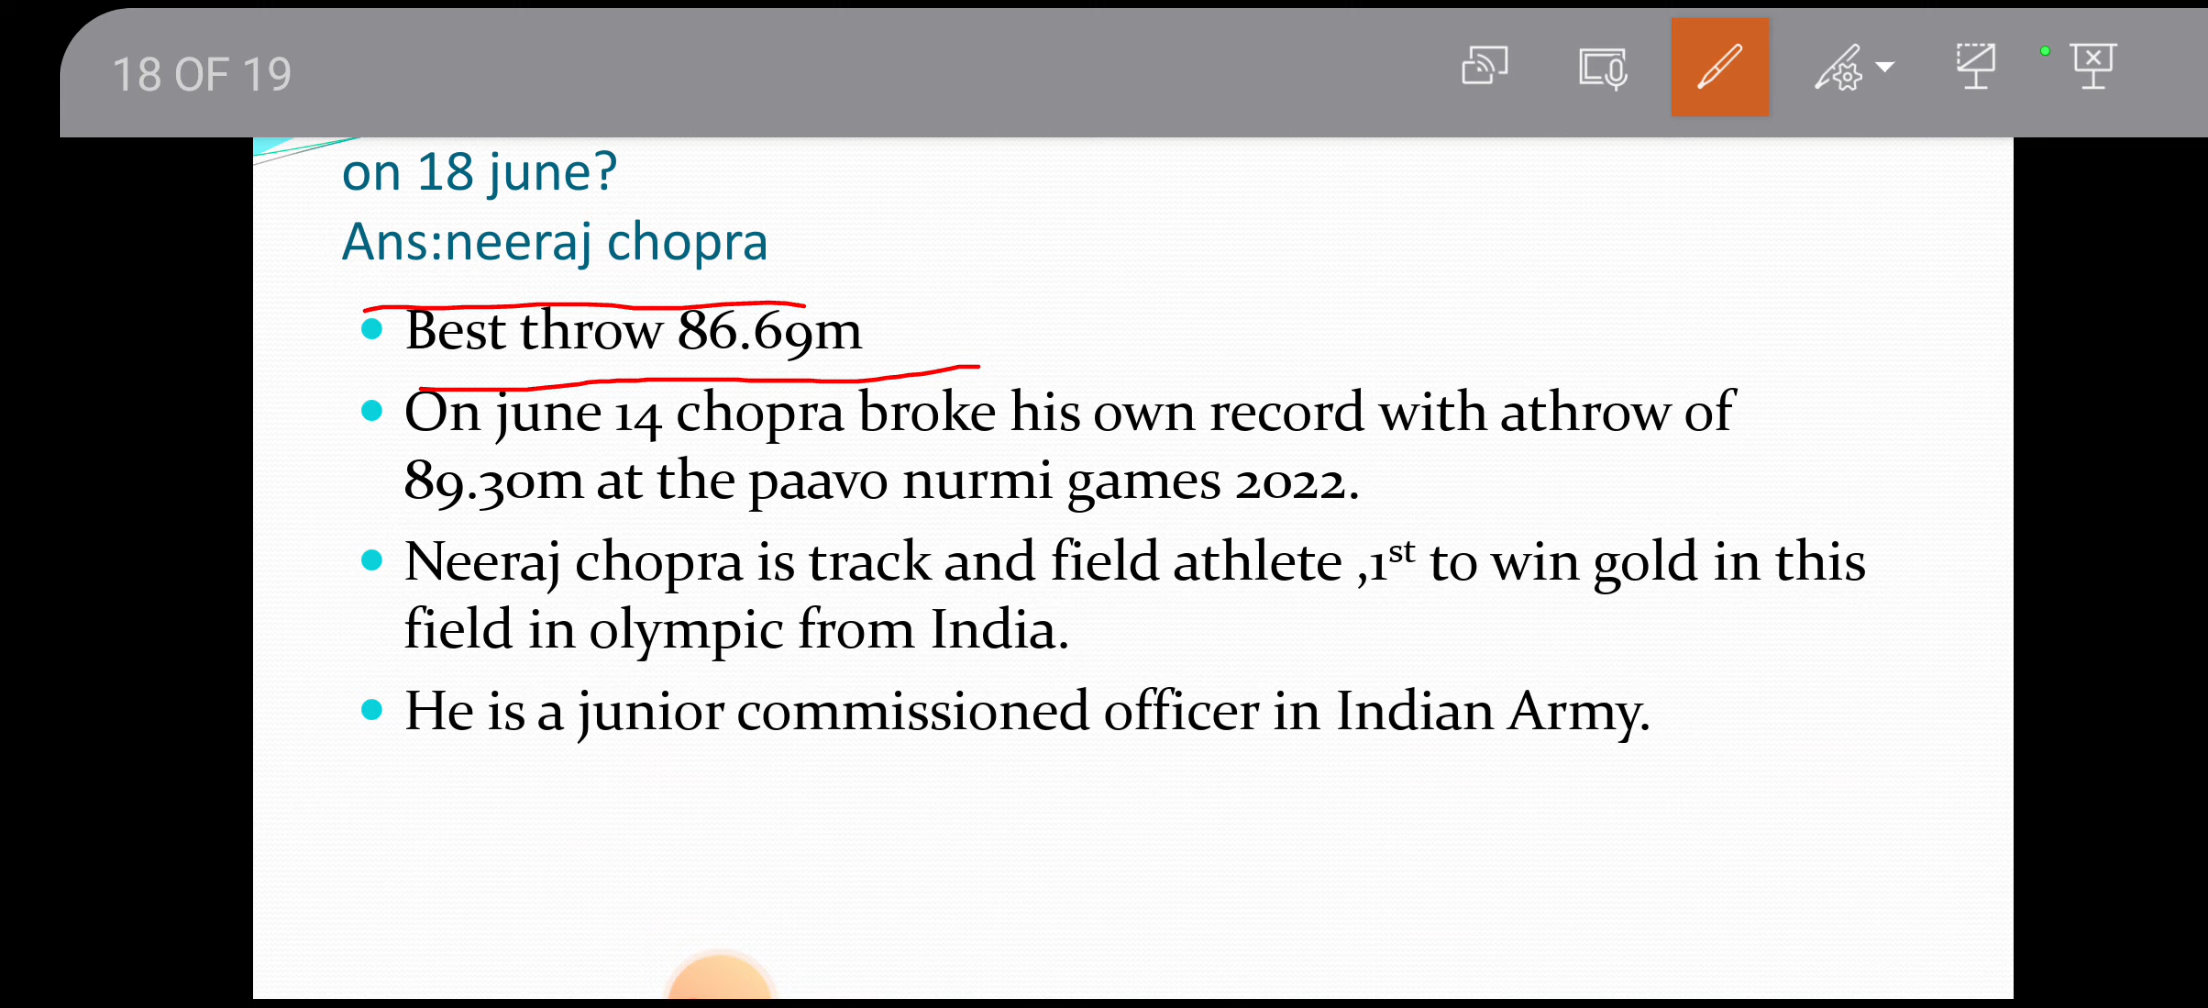 18 OF 19
on 18 june?
Ans:neeraj chopra
Best throw 86.69m
On june 14 chopra broke his own record with athrow of
89.30m at the paavo nurmi games 2022.
Neeraj chopra is track and field athlete ,1st to win gold in this
field in olympic from India.
He is a junior commissioned officer in Indian Army.